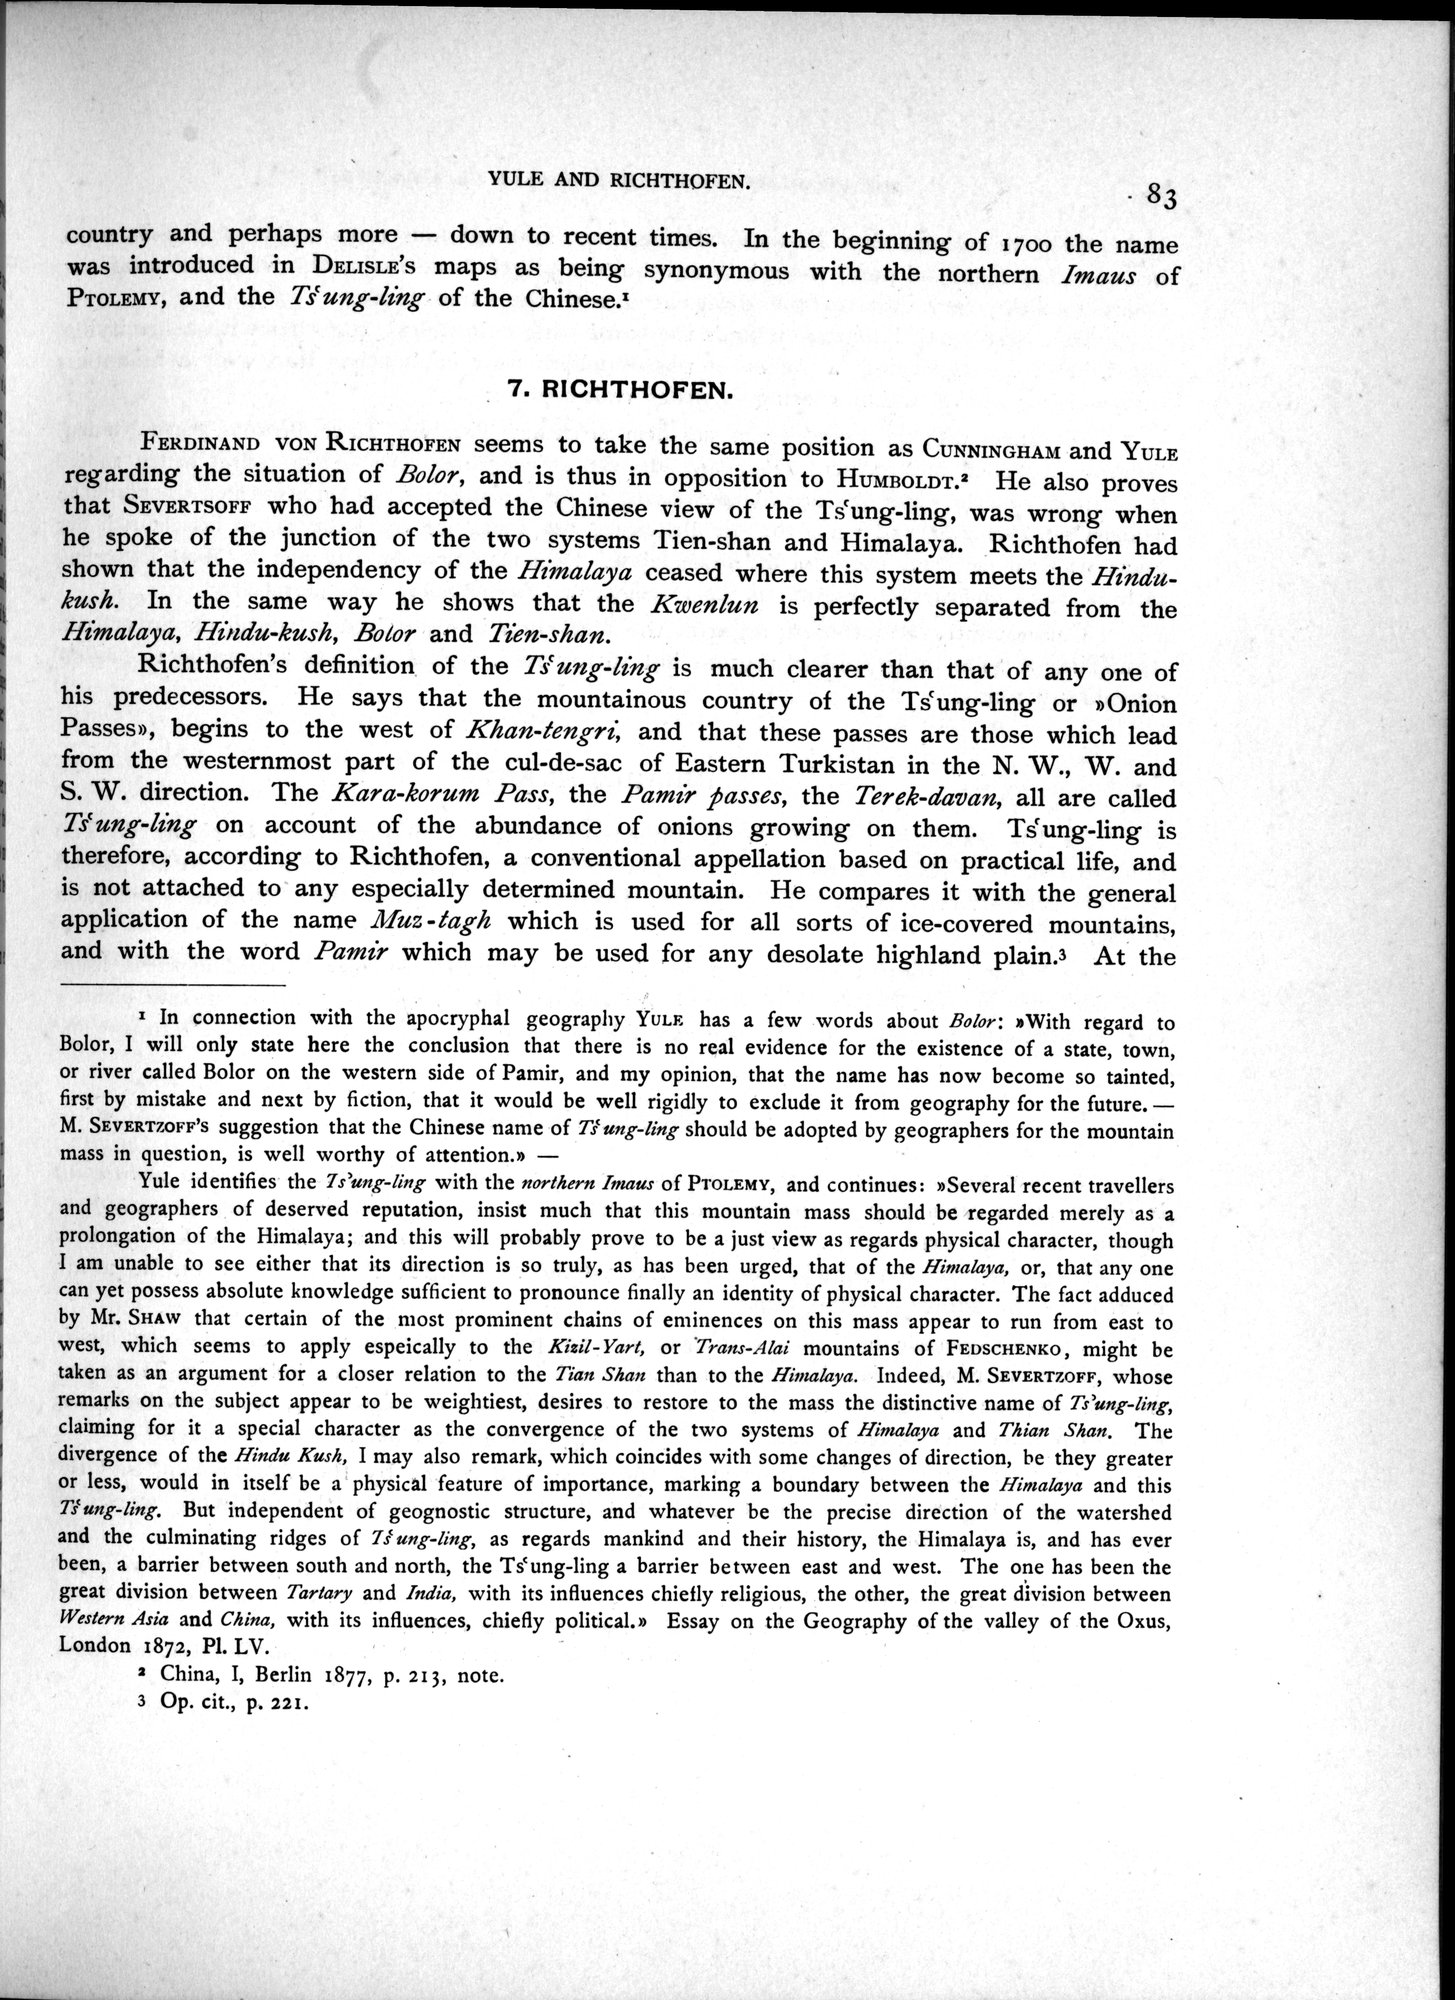 YULE AND RICHTHOFEN.
83
country and perhaps more — down to recent times. In the beginning of 1700 the name
was introduced in DELISLE'S maps as being synonymous with the northern Imaus of
PTOLEMY, and the Ts‘ung-ling of the Chinese.¹
7. RICHTHOFEN.
FERDINAND VON RICHTHOFEN seems to take the same position as CUNNINGHAM and YULE
regarding the situation of Bolor, and is thus in opposition to HUMBOLDT.² He also proves
that SEVERTSOFF who had accepted the Chinese view of the Ts‘ung-ling, was wrong when
he spoke of the junction of the two systems Tien-shan and Himalaya. Richthofen had
shown that the independency of the Himalaya ceased where this system meets the Hindu-
kush. In the same way he shows that the Kwenlun is perfectly separated from the
Himalaya, Hindu-kush, Bolor and Tien-shan.
Richthofen's definition of the Ts‘ung-ling is much clearer than that of any one of
his predecessors. He says that the mountainous country of the Ts‘ung-ling or »Onion
Passes», begins to the west of Khan-tengri, and that these passes are those which lead
from the westernmost part of the cul-de-sac of Eastern Turkistan in the N. W., W. and
S. W. direction. The Kara-korum Pass, the Pamir passes, the Terek-davan, all are called
Ts‘ung-ling on account of the abundance of onions growing on them. Ts‘ung-ling is
therefore, according to Richthofen, a conventional appellation based on practical life, and
is not attached to any especially determined mountain. He compares it with the general
application of the name Muz-tagh which is used for all sorts of ice-covered mountains,
and with the word Pamir which may be used for any desolate highland plain.³ At the
¹ In connection with the apocryphal geography YULE has a few words about Bolor: »With regard to
Bolor, I will only state here the conclusion that there is no real evidence for the existence of a state, town,
or river called Bolor on the western side of Pamir, and my opinion, that the name has now become so tainted,
first by mistake and next by fiction, that it would be well rigidly to exclude it from geography for the future. —
M. SEVERTZOFF'S suggestion that the Chinese name of Ts‘ung-ling should be adopted by geographers for the mountain
mass in question, is well worthy of attention.» —
Yule identifies the Ts’ung-ling with the northern Imaus of PTOLEMY, and continues: »Several recent travellers
and geographers of deserved reputation, insist much that this mountain mass should be regarded merely as a
prolongation of the Himalaya; and this will probably prove to be a just view as regards physical character, though
I am unable to see either that its direction is so truly, as has been urged, that of the Himalaya, or, that any one
can yet possess absolute knowledge sufficient to pronounce finally an identity of physical character. The fact adduced
by Mr. SHAW that certain of the most prominent chains of eminences on this mass appear to run from east to
west, which seems to apply espeically to the Kizil-Yart, or Trans-Alai mountains of FEDSCHENKO, might be
taken as an argument for a closer relation to the Tian Shan than to the Himalaya. Indeed, M. SEVERTZOFF, whose
remarks on the subject appear to be weightiest, desires to restore to the mass the distinctive name of Ts’ung-ling,
claiming for it a special character as the convergence of the two systems of Himalaya and Thian Shan. The
divergence of the Hindu Kush, I may also remark, which coincides with some changes of direction, be they greater
or less, would in itself be a physical feature of importance, marking a boundary between the Himalaya and this
Ts‘ung-ling. But independent of geognostic structure, and whatever be the precise direction of the watershed
and the culminating ridges of Ts‘ung-ling, as regards mankind and their history, the Himalaya is, and has ever
been, a barrier between south and north, the Ts‘ung-ling a barrier between east and west. The one has been the
great division between Tartary and India, with its influences chiefly religious, the other, the great division between
Western Asia and China, with its influences, chiefly political.» Essay on the Geography of the valley of the Oxus,
London 1872, Pl. LV.
² China, I, Berlin 1877, p. 213, note.
3 Op. cit., p. 221.